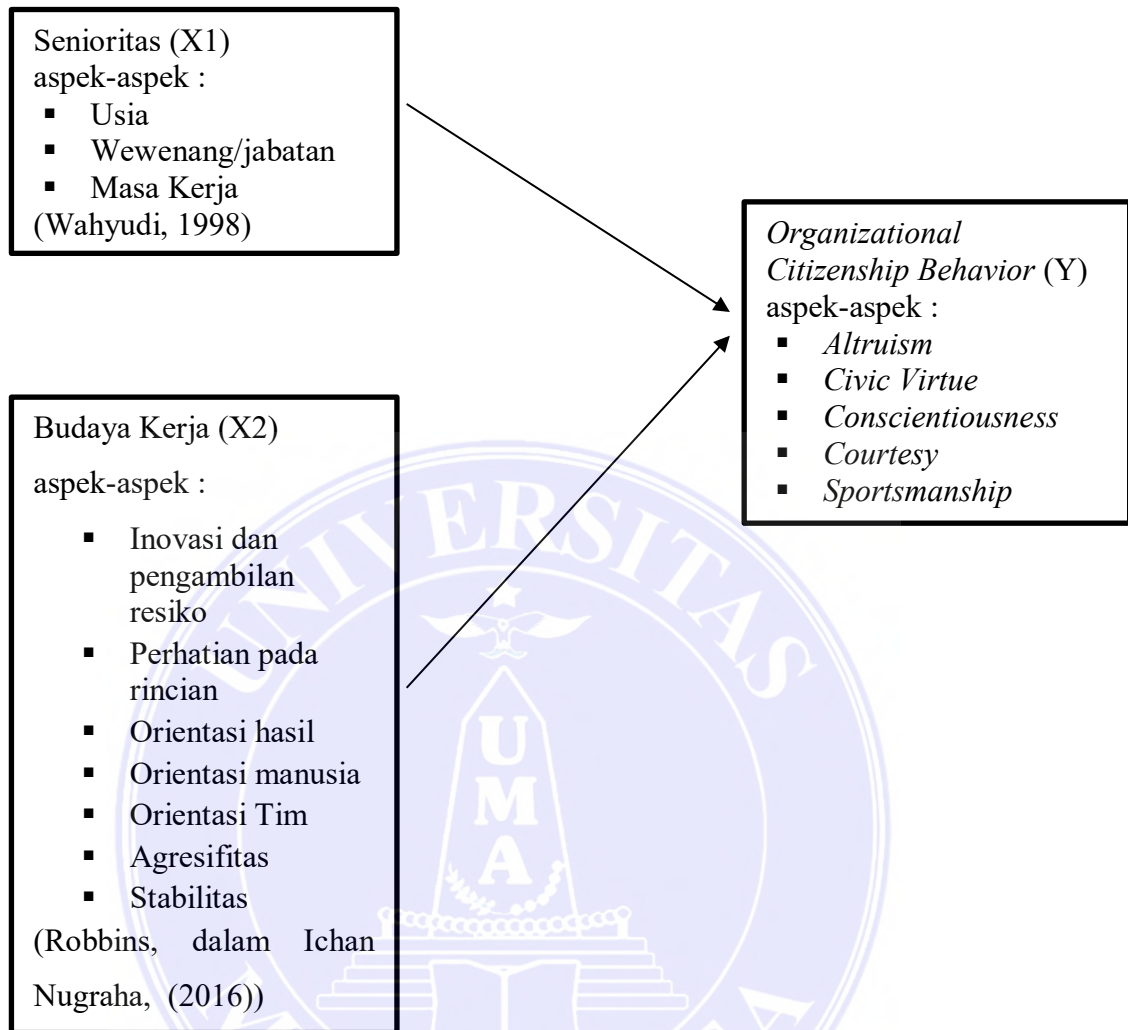 Senioritas (X1)
aspek-aspek :
▪ Usia
▪ Wewenang/jabatan
▪ Masa Kerja
(Wahyudi, 1998)
Organizational
Citizenship Behavior (Y)
aspek-aspek :
▪ Altruism
▪ Civic Virtue
▪ Conscientiousness
▪ Courtesy
▪ Sportsmanship
Budaya Kerja (X2)
aspek-aspek :
▪ Inovasi dan
pengambilan
resiko
▪ Perhatian pada
rincian
▪ Orientasi hasil
▪ Orientasi manusia
▪ Orientasi Tim
▪ Agresifitas
▪ Stabilitas
(Robbins, dalam Ichan
Nugraha, (2016))
UNIVERSITAS
U
M
A